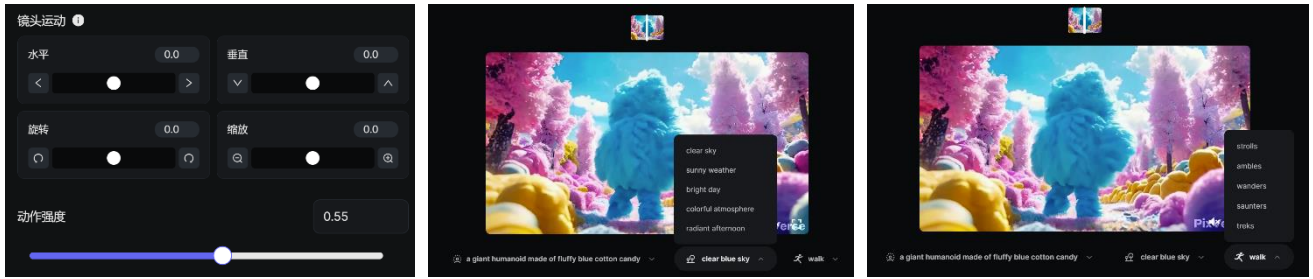 镜头运动
水平 0.0
垂直 0.0
旋转 0.0
缩放 0.0
动作强度 0.55
clear sky
sunny weather
bright day
colorful atmosphere
radiant afternoon
a giant humanoid made of fluffy blue cotton candy
clear blue sky
walk
strolls
ambles
wanders
saunters
treks
a giant humanoid made of fluffy blue cotton candy
clear blue sky
walk